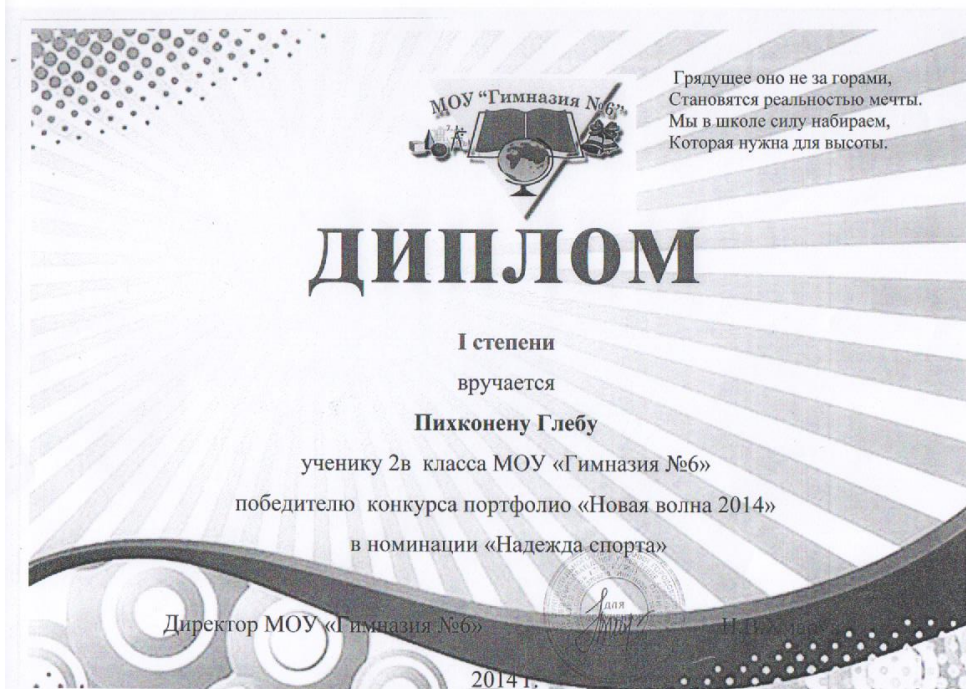 МОУ "Гимназия №6"
Грядущее оно не за горами,
Становятся реальностью мечты.
Мы в школе силу набираем,
Которая нужна для высоты.
ДИПЛОМ
I степени
вручается
Пихконену Глебу
ученику 2в класса МОУ «Гимназия №6»
победителю конкурса портфолио «Новая волна 2014»
в номинации «Надежда спорта»
для
Директор МОУ «Гимназия №6»
2014 г.